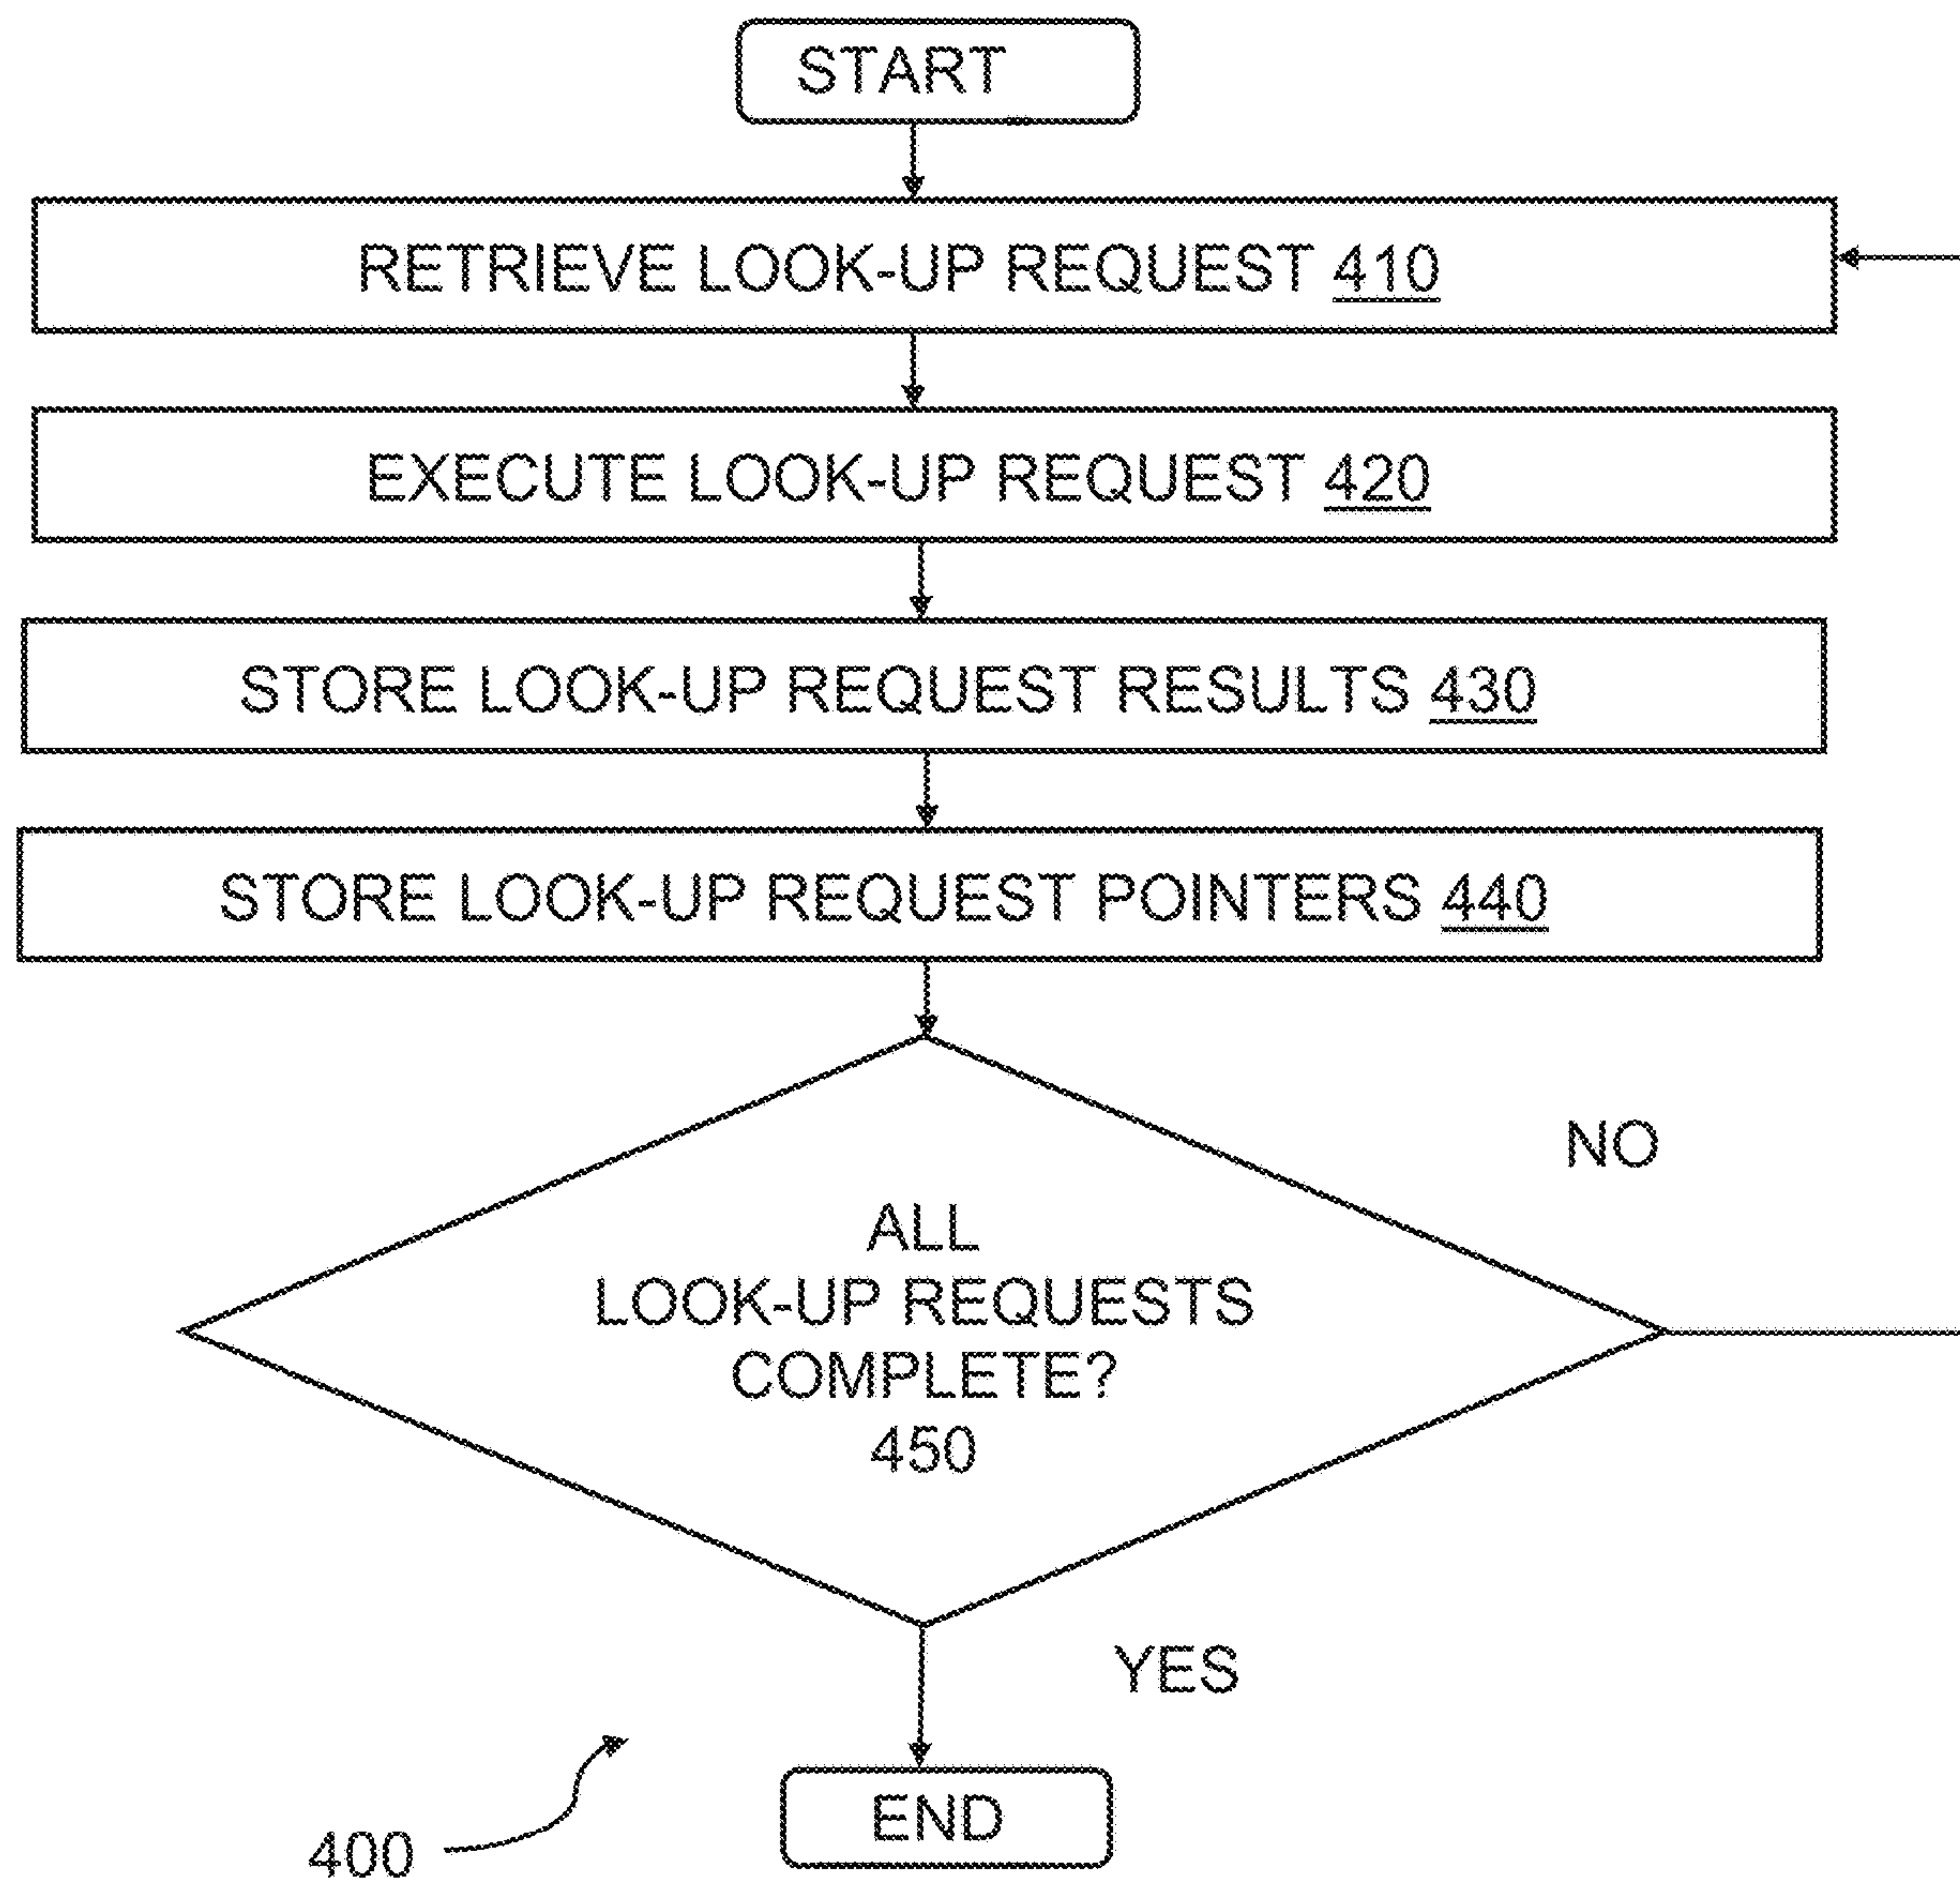 START
RETRIEVE LOOK-UP REQUEST 410
EXECUTE LOOK-UP REQUEST 420
STORE LOOK-UP REQUEST RESULTS 430
STORE LOOK-UP REQUEST POINTERS 440
NO
ALL
LOOK-UP REQUESTS
COMPLETE?
450
YES
END
400